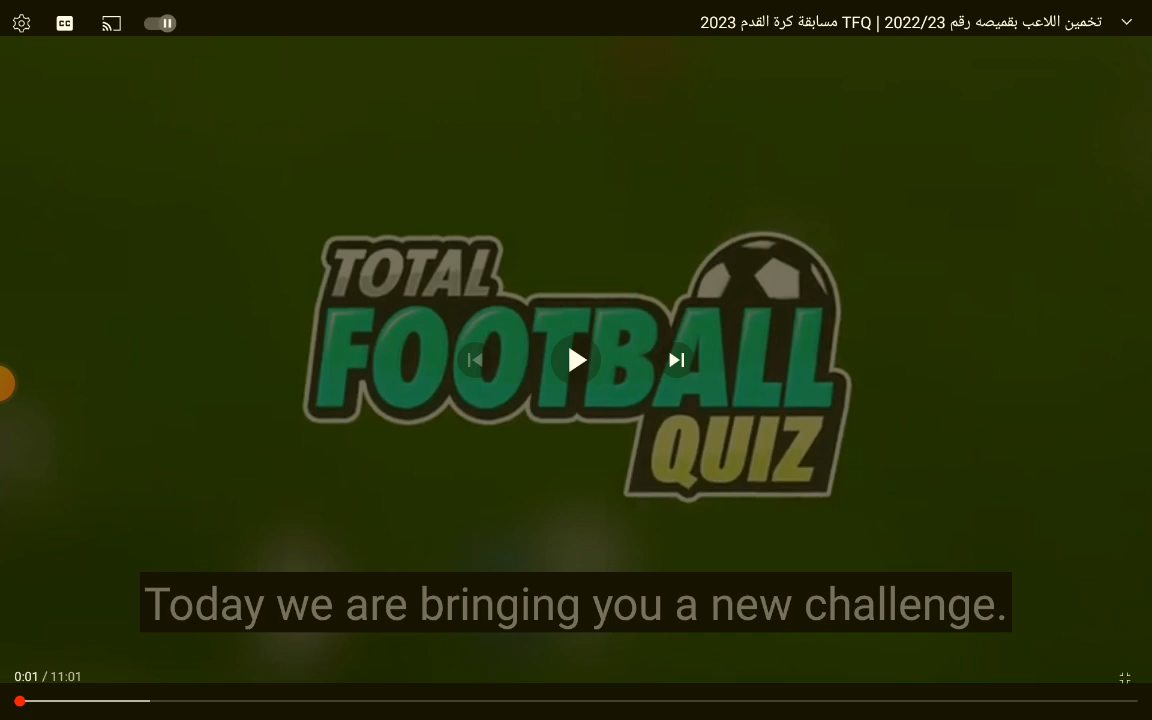 تخمين اللاعب بقميصه رقم 2022/23 | TFQ مسابقة كرة القدم 2023
CC
TOTAL
FOOTBALL
QUIZ
Today we are bringing you a new challenge.
0:01 / 11:01